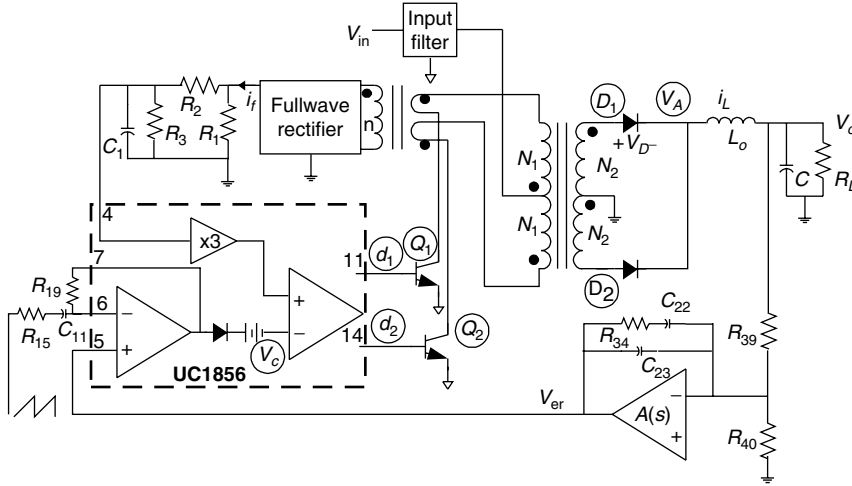 Input
filter
V_in
R_2
i_f
Fullwave
rectifier
n
C_1
R_3
R_1
D_1
V_A
i_L
V_o
L_o
+V_D-
N_1
N_2
C
R_L
N_1
N_2
D_2
4
x3
11
d_1
Q_1
7
R_19
6
R_15
C_11
5
+
−
−
+
V_c
14
d_2
Q_2
UC1856
C_22
R_34
C_23
R_39
V_er
A(s)
−
+
R_40